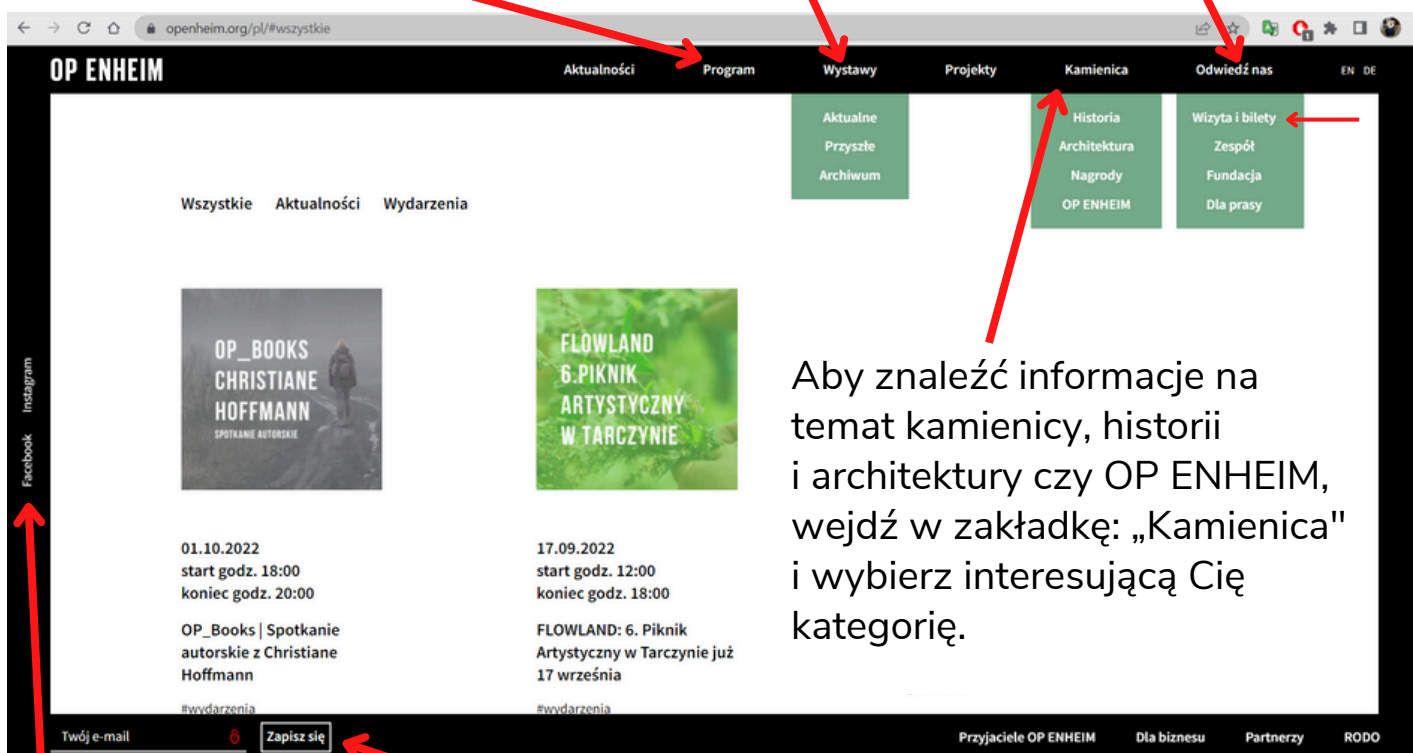 openheim.org/pl/#wszystkie
1
OP ENHEIM
Aktualności Program Wystawy Projekty Kamienica Odwiedź nas EN DE
Aktualne
Przyszłe
Archiwum
Historia
Architektura
Nagrody
OP ENHEIM
Wizyta i bilety
Zespół
Fundacja
Dla prasy
Wszystkie Aktualności Wydarzenia
OP_BOOKS
CHRISTIANE
HOFFMANN
SPOTKANIE AUTORSKIE
FLOWLAND
6.PIKNIK
ARTYSTYCZNY
W TARCZYNIE
Instagram
Facebook
Aby znaleźć informacje na
temat kamienicy, historii
i architektury czy OP ENHEIM,
wejdź w zakładkę: „Kamienica"
i wybierz interesującą Cię
kategorię.
01.10.2022
start godz. 18:00
koniec godz. 20:00
OP_Books | Spotkanie
autorskie z Christiane
Hoffmann
#wydarzenia
17.09.2022
start godz. 12:00
koniec godz. 18:00
FLOWLAND: 6. Piknik
Artystyczny w Tarczynie już
17 września
#wydarzenia
Twój e-mail Zapisz się Przyjaciele OP ENHEIM Dla biznesu Partnerzy RODO